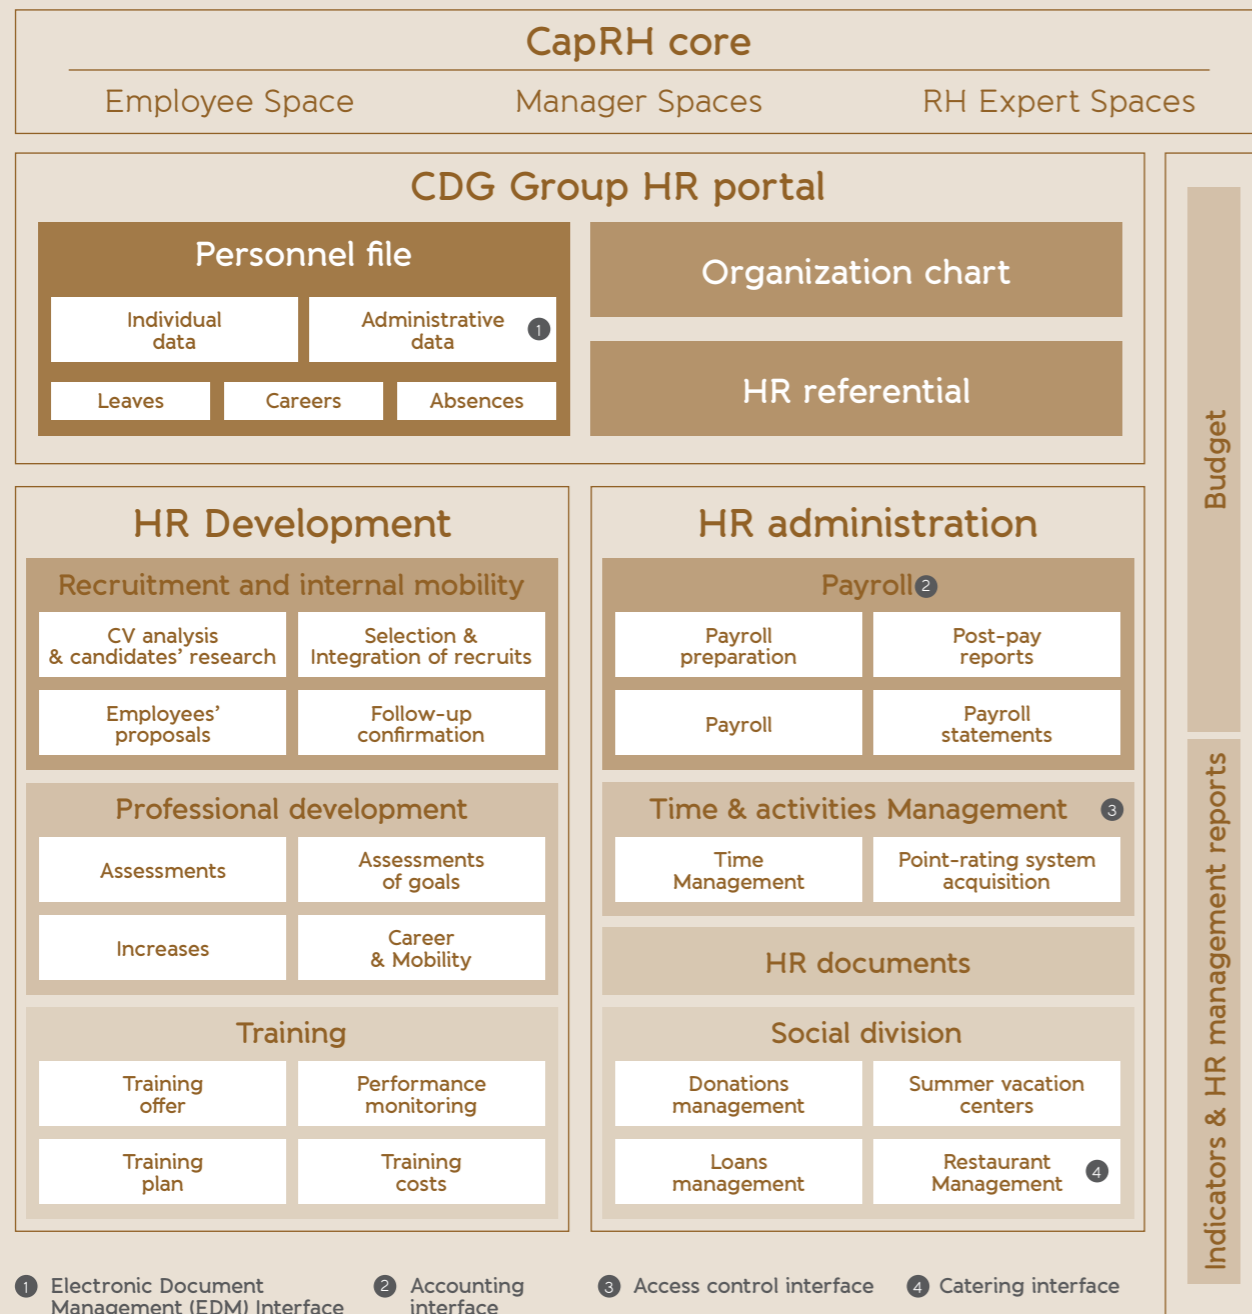 CapRH core
Employee Space
Manager Spaces
RH Expert Spaces
CDG Group HR portal
Personnel file
Individual
data
Administrative
data
1
Leaves
Careers
Absences
Organization chart
HR referential
Budget
Indicators & HR management reports
HR Development
Recruitment and internal mobility
CV analysis
& candidates' research
Selection &
Integration of recruits
Employees'
proposals
Follow-up
confirmation
Professional development
Assessments
Assessments
of goals
Increases
Career
& Mobility
Training
Training
offer
Performance
monitoring
Training
plan
Training
costs
HR administration
Payroll 2
Payroll
preparation
Post-pay
reports
Payroll
Payroll
statements
Time & activities Management 3
Time
Management
Point-rating system
acquisition
HR documents
Social division
Donations
management
Summer vacation
centers
Loans
management
Restaurant
Management
4
1 Electronic Document
Management (EDM) Interface
2 Accounting
interface
3 Access control interface
4 Catering interface